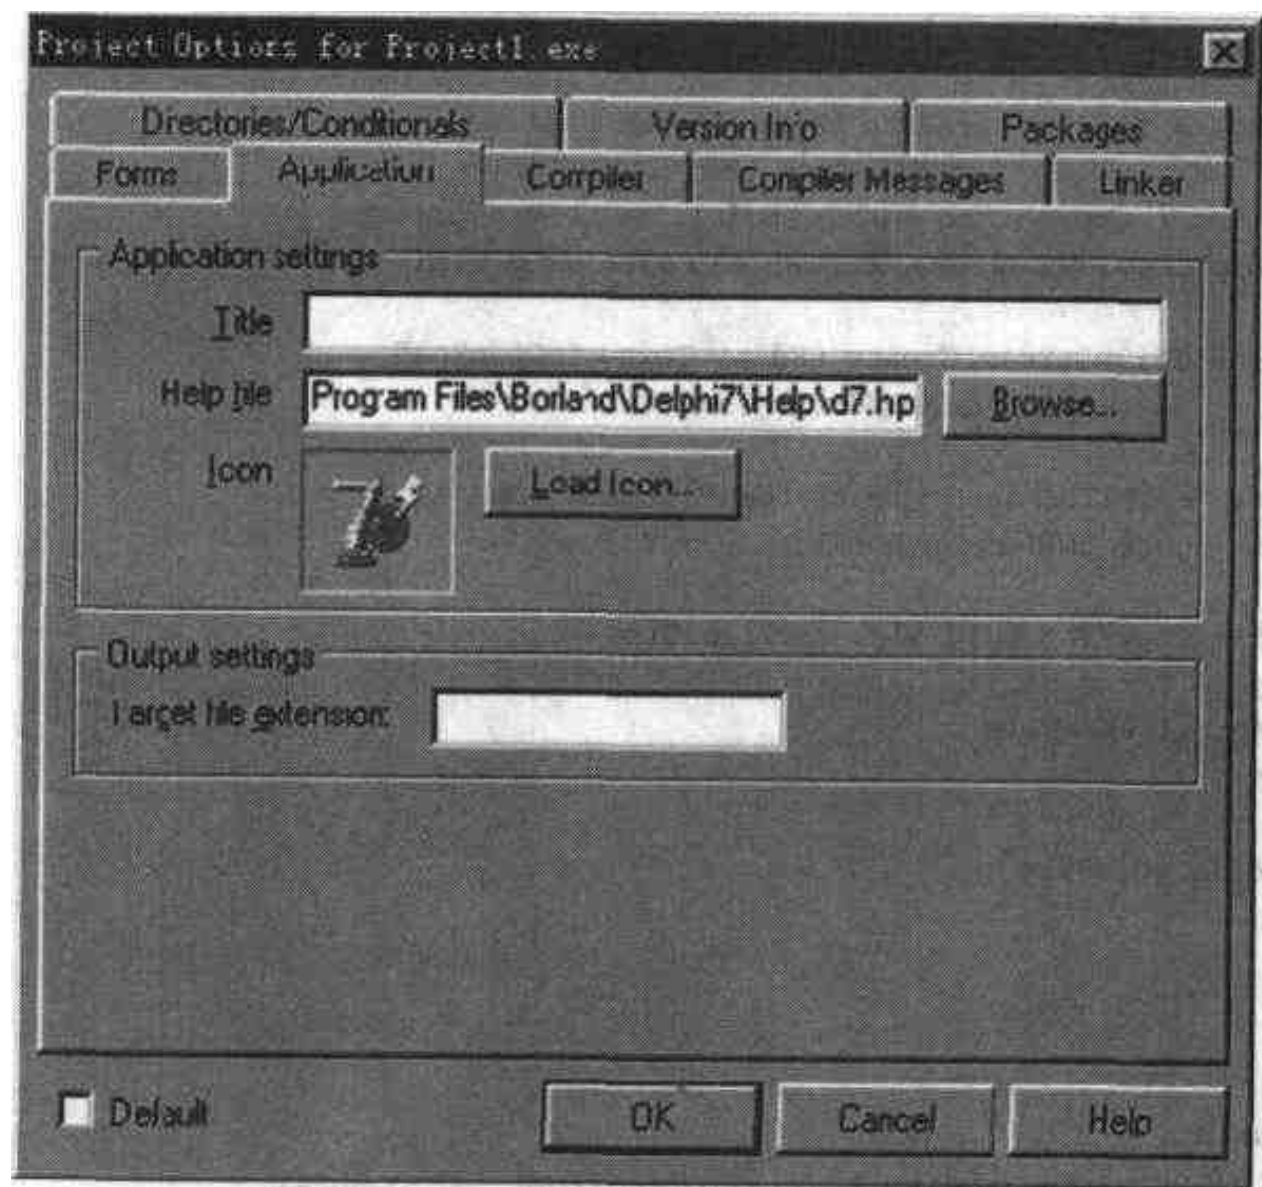 Project Options for Project1.exe
Directories/Conditionals Version Info Packages
Forms Application Compiler Compiler Messages Linker
Application settings
Title
Help file Program Files\Borland\Delphi7\Help\d7.hp Browse...
Icon Load Icon...
Output settings
Target file extension:
Default OK Cancel Help